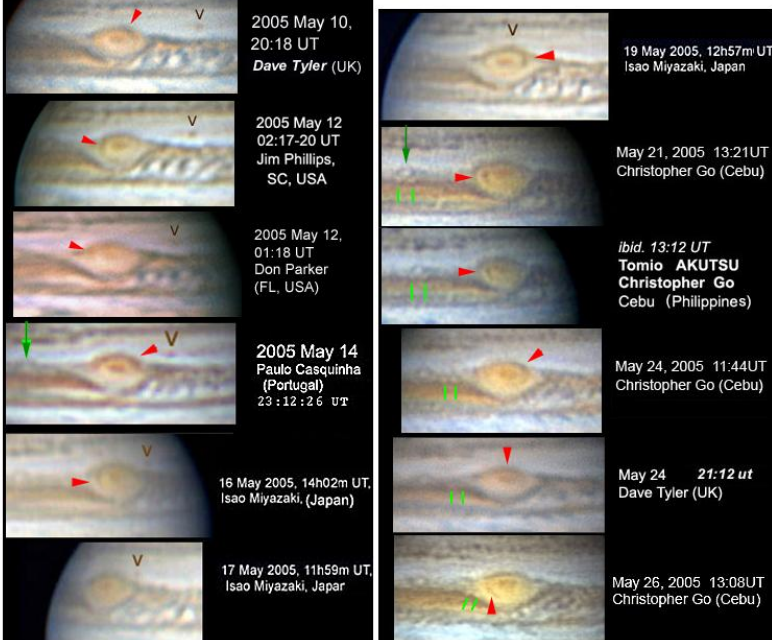 V
2005 May 10,
20:18 UT
Dave Tyler (UK)
V
2005 May 12
02:17-20 UT
Jim Phillips,
SC, USA
V
2005 May 12,
01:18 UT
Don Parker
(FL, USA)
V
2005 May 14
Paulo Casquinha
(Portugal)
23:12:26 UT
V
16 May 2005, 14h02m UT,
Isao Miyazaki, (Japan)
V
17 May 2005, 11h59m UT,
Isao Miyazaki, Japar
V
19 May 2005, 12h57m UT
Isao Miyazaki, Japan
May 21, 2005 13:21UT
Christopher Go (Cebu)
ibid. 13:12 UT
Tomio AKUTSU
Christopher Go
Cebu (Philippines)
May 24, 2005 11:44UT
Christopher Go (Cebu)
May 24 21:12 ut
Dave Tyler (UK)
May 26, 2005 13:08UT
Christopher Go (Cebu)